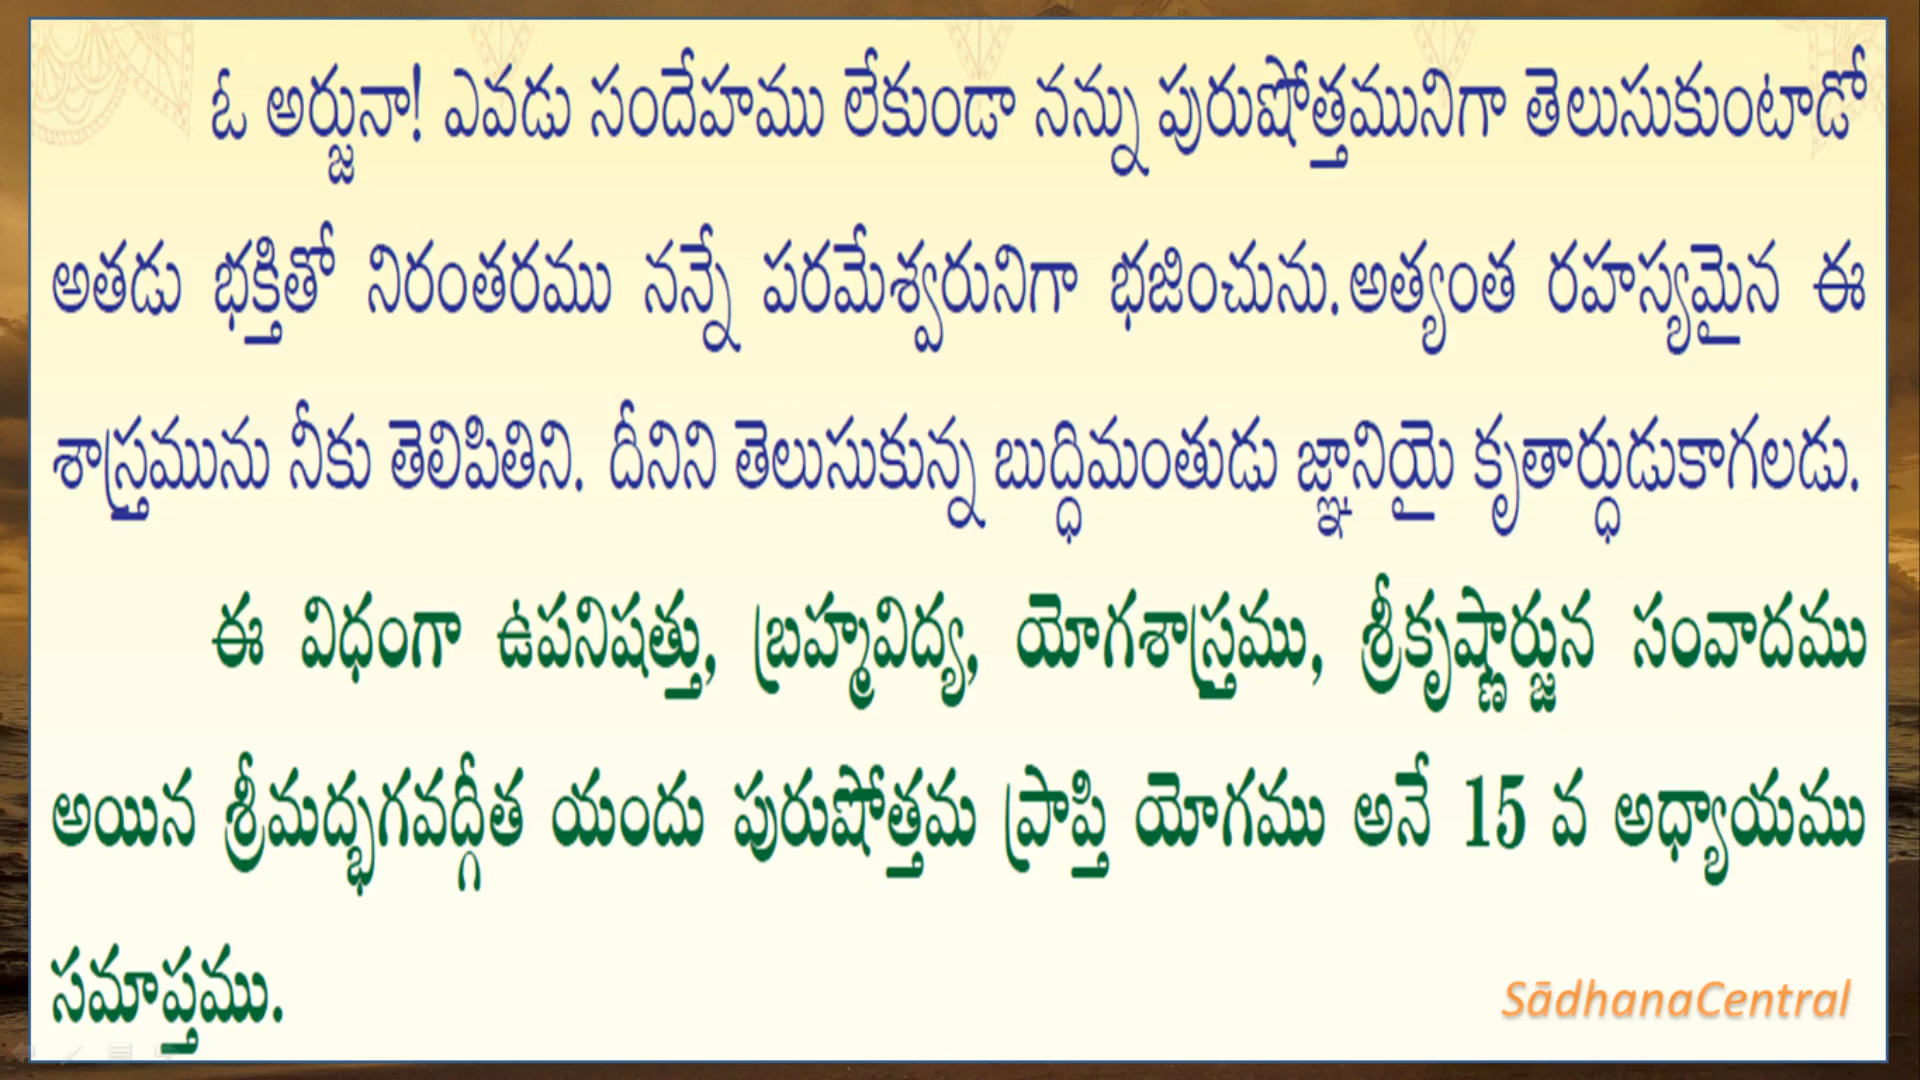 ఓ అర్జునా! ఎవడు సందేహము లేకుండా నన్ను పురుషోత్తమునిగా తెలుసుకుంటాడో
అతడు భక్తితో నిరంతరము నన్నే పరమేశ్వరునిగా భజించును. అత్యంత రహస్యమైన ఈ
శాస్త్రమును నీకు తెలిపితిని. దీనిని తెలుసుకున్న బుద్ధిమంతుడు జ్ఞానియై కృతార్ధుడుకాగలడు.
ఈ విధంగా ఉపనిషత్తు, బ్రహ్మవిద్య, యోగశాస్త్రము, శ్రీకృష్ణార్జున సంవాదము
అయిన శ్రీమద్భగవద్గీత యందు పురుషోత్తమ ప్రాప్తి యోగము అనే 15 వ అధ్యాయము
సమాప్తము.
SādhanaCentral